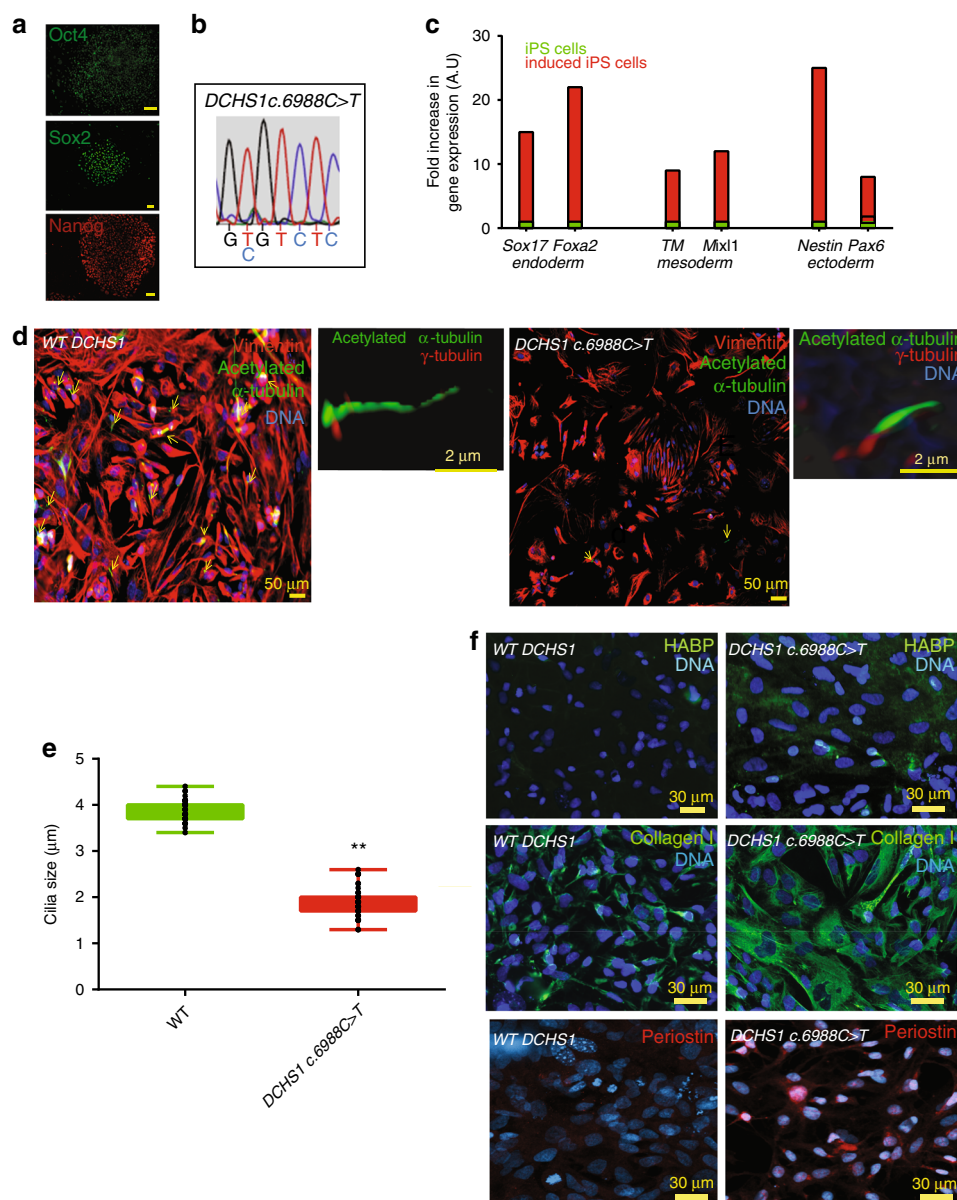 a
Oct4
Sox2
Nanog
b
DCHS1c.6988C>T
G T G T C T C
C
c
iPS cells
induced iPS cells
Fold increase in
gene expression (A.U)
30
20
10
0
Sox17 Foxa2
endoderm
TM Mixl1
mesoderm
Nestin Pax6
ectoderm
d
WT DCHS1
Vimentin
Acetylated
α-tubulin
DNA
50 μm
Acetylated α-tubulin
γ-tubulin
2 μm
DCHS1 c.6988C>T
Vimentin
Acetylated
α-tubulin
DNA
50 μm
Acetylated α-tubulin
γ-tubulin
DNA
2 μm
e
Cilia size (μm)
5
4
3
2
1
0
**
WT
DCHS1 c.6988C>T
f
WT DCHS1
HABP
DNA
30 μm
DCHS1 c.6988C>T
HABP
DNA
30 μm
WT DCHS1
Collagen I
DNA
30 μm
DCHS1 c.6988C>T
Collagen I
DNA
30 μm
WT DCHS1
Periostin
30 μm
DCHS1 c.6988C>T
Periostin
30 μm